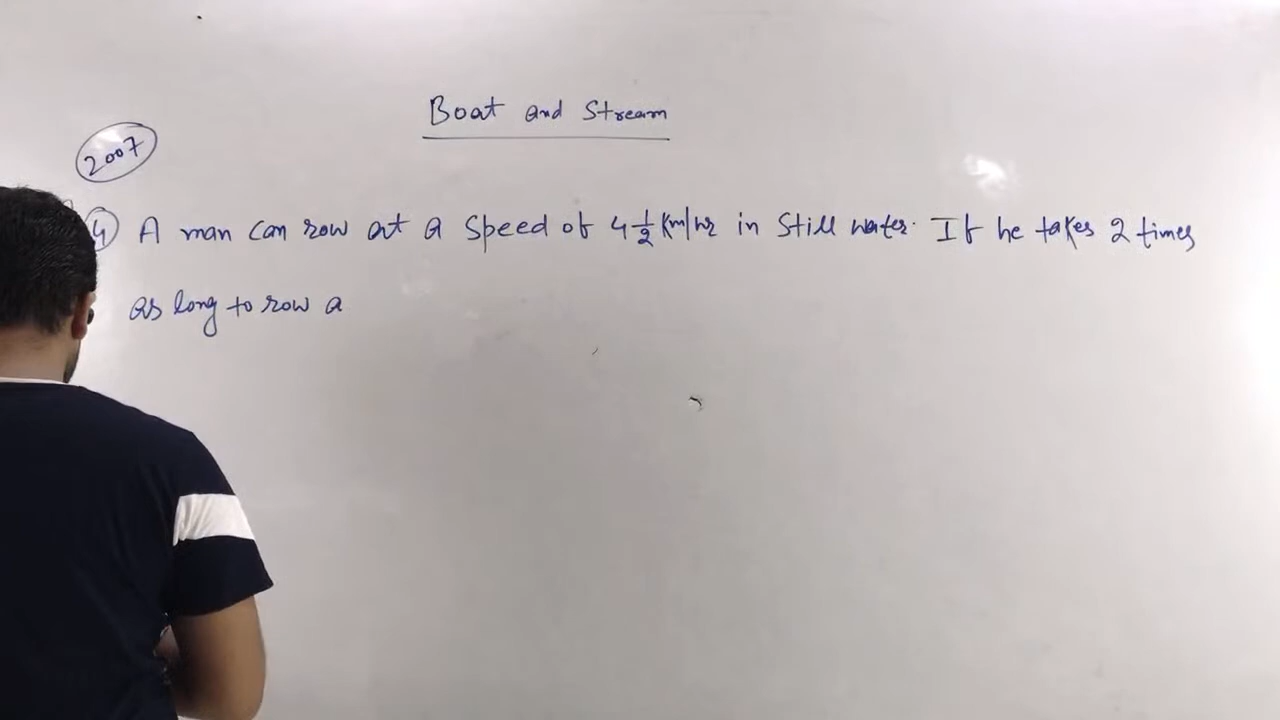 Boat and Stream
2007
4 A man can row at a speed of 4 1/2 km/hr in still water. If he takes 2 times
as long to row a